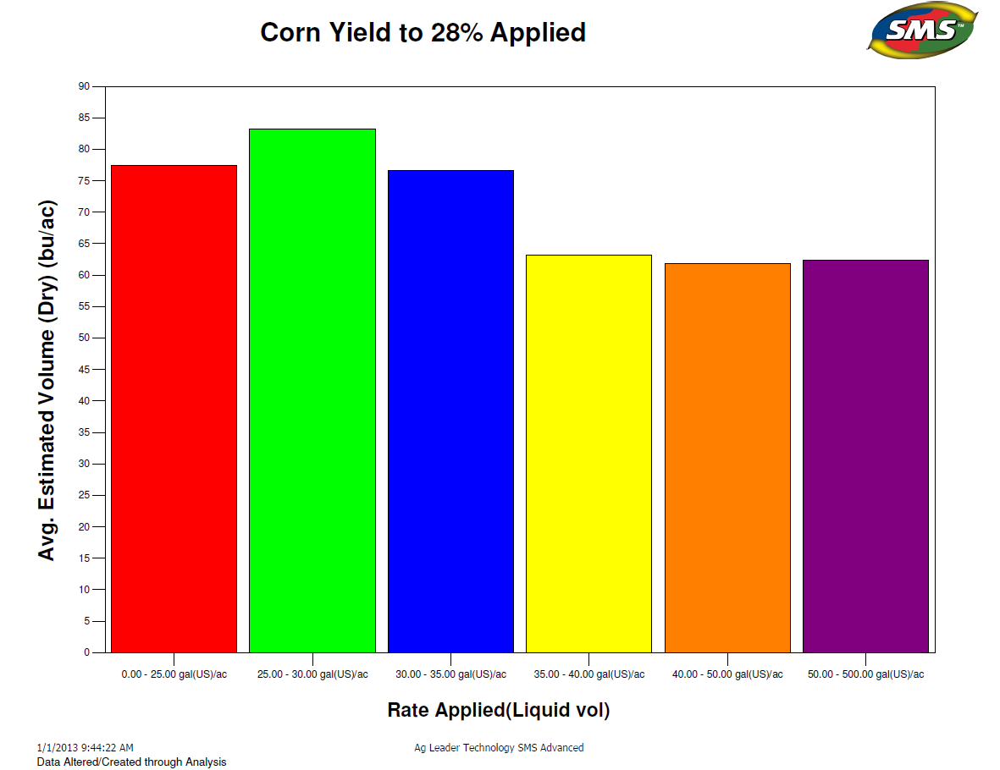 Corn Yield to 28% Applied
SMS™
Avg. Estimated Volume (Dry) (bu/ac)
90
85
80
75
70
65
60
55
50
45
40
35
30
25
20
15
10
5
0
0.00 - 25.00 gal(US)/ac
25.00 - 30.00 gal(US)/ac
30.00 - 35.00 gal(US)/ac
35.00 - 40.00 gal(US)/ac
40.00 - 50.00 gal(US)/ac
50.00 - 500.00 gal(US)/ac
Rate Applied(Liquid vol)
1/1/2013 9:44:22 AM
Ag Leader Technology SMS Advanced
Data Altered/Created through Analysis